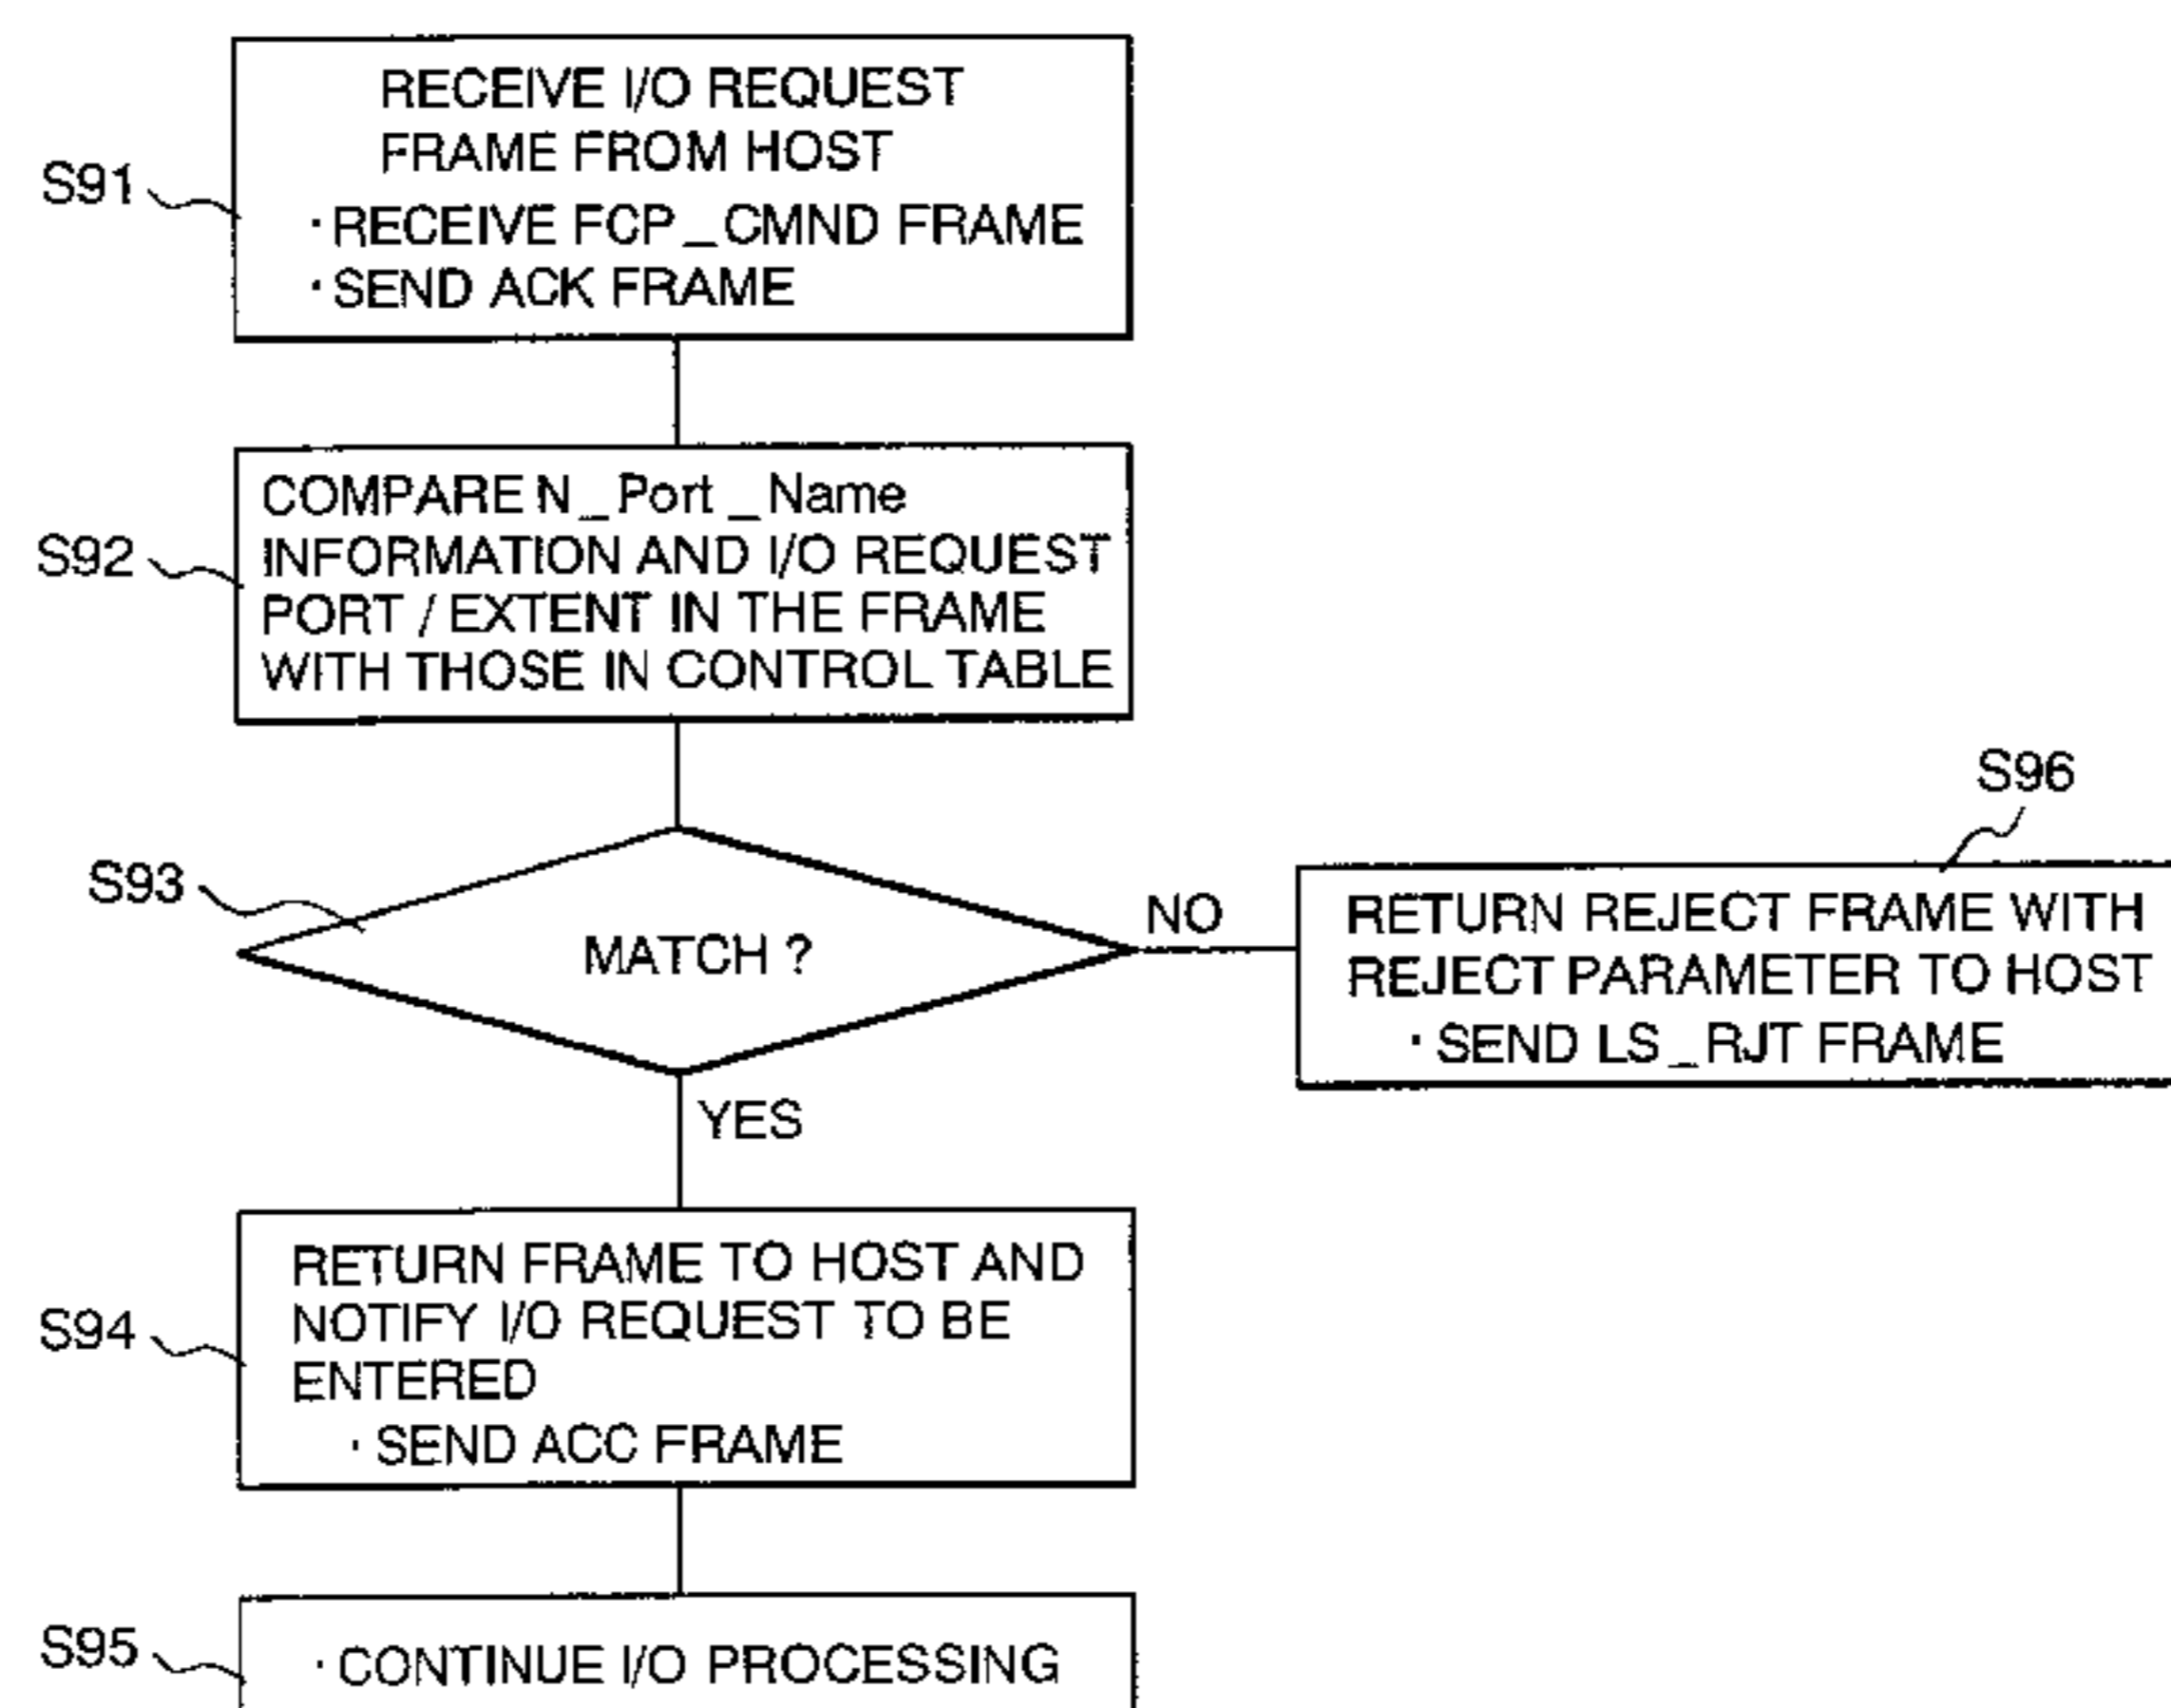 RECEIVE I/O REQUEST
FRAME FROM HOST
S91
· RECEIVE FCP_CMND FRAME
· SEND ACK FRAME
COMPARE N_Port_Name
S92
INFORMATION AND I/O REQUEST
PORT / EXTENT IN THE FRAME
WITH THOSE IN CONTROL TABLE
S93
MATCH ?
NO
S96
RETURN REJECT FRAME WITH
REJECT PARAMETER TO HOST
· SEND LS_RJT FRAME
YES
RETURN FRAME TO HOST AND
S94
NOTIFY I/O REQUEST TO BE
ENTERED
· SEND ACC FRAME
S95
· CONTINUE I/O PROCESSING